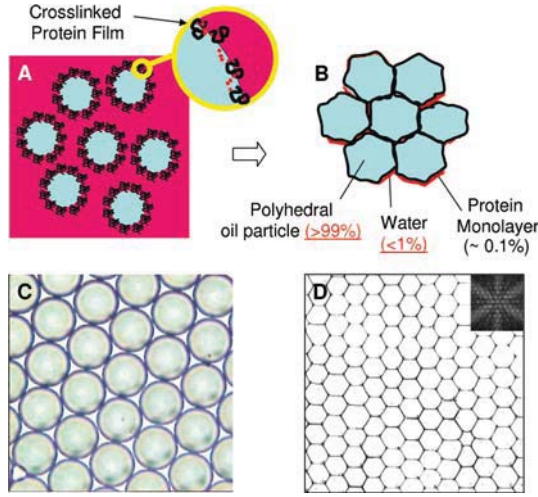 Crosslinked
Protein Film
A
B
Polyhedral
oil particle (>99%)
Water
(<1%)
Protein
Monolayer
(~ 0.1%)
C
D